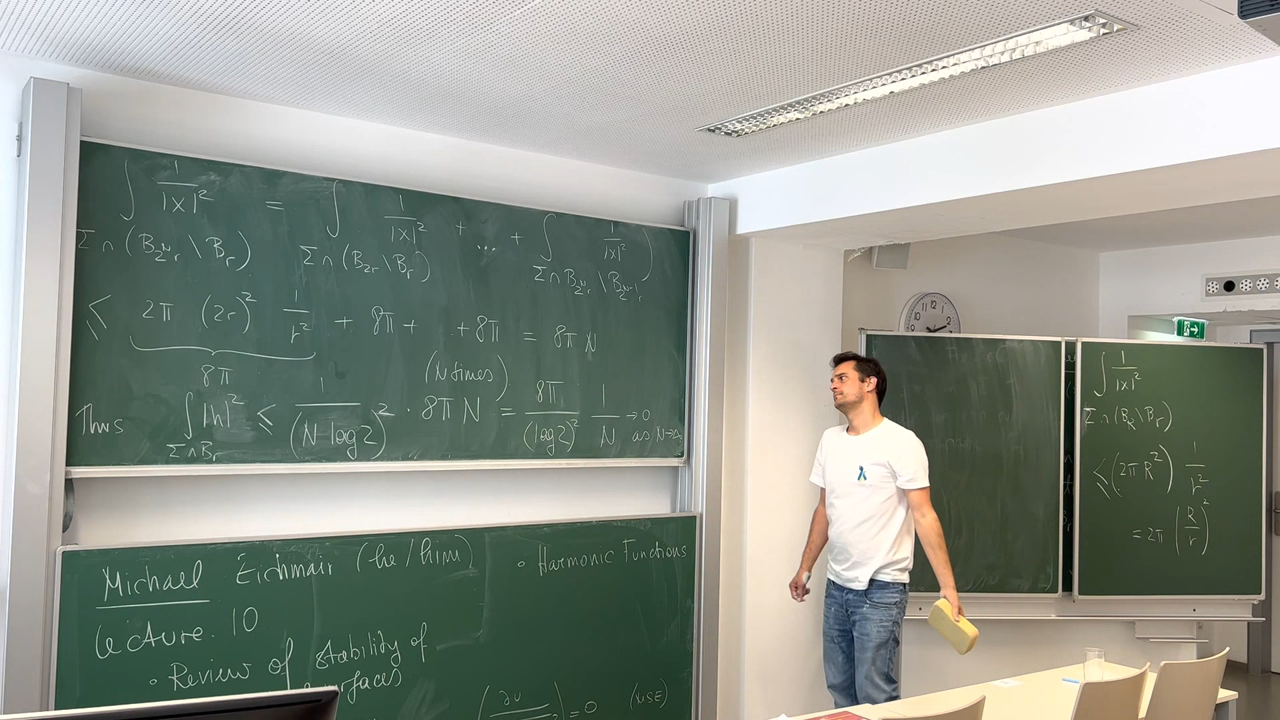 ∫_{Σ∩(B_{2^N r}\B_r)} 1/|x|² = ∫_{Σ∩(B_{2r}\B_r)} 1/|x|² + ... + ∫_{Σ∩B_{2^N r}\B_{2^{N-1} r}} 1/|x|²
≤ 2π (2r)² 1/r² + 8π + +8π = 8π N
8π
(N times)
Thus ∫_{Σ∩B_r} |h|² ≤ 1/(N·log 2)² · 8π N = 8π/(log 2)² 1/N → 0
Michael Eichmair (he/him)
Lecture. 10
• Review of stability of
• Harmonic Functions
∫_{Σ∩(B_R\B_r)} 1/|x|²
≤ (2π R²) 1/r²
= 2π (R/r)²